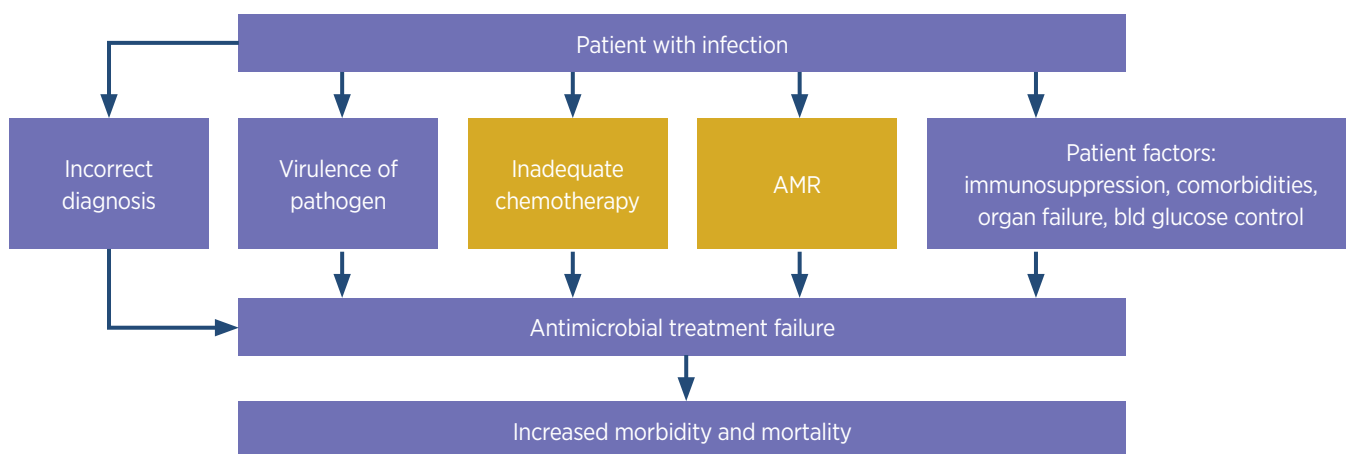 Patient with infection
Incorrect
diagnosis
Virulence of
pathogen
Inadequate
chemotherapy
AMR
Patient factors:
immunosuppression, comorbidities,
organ failure, bld glucose control
Antimicrobial treatment failure
Increased morbidity and mortality